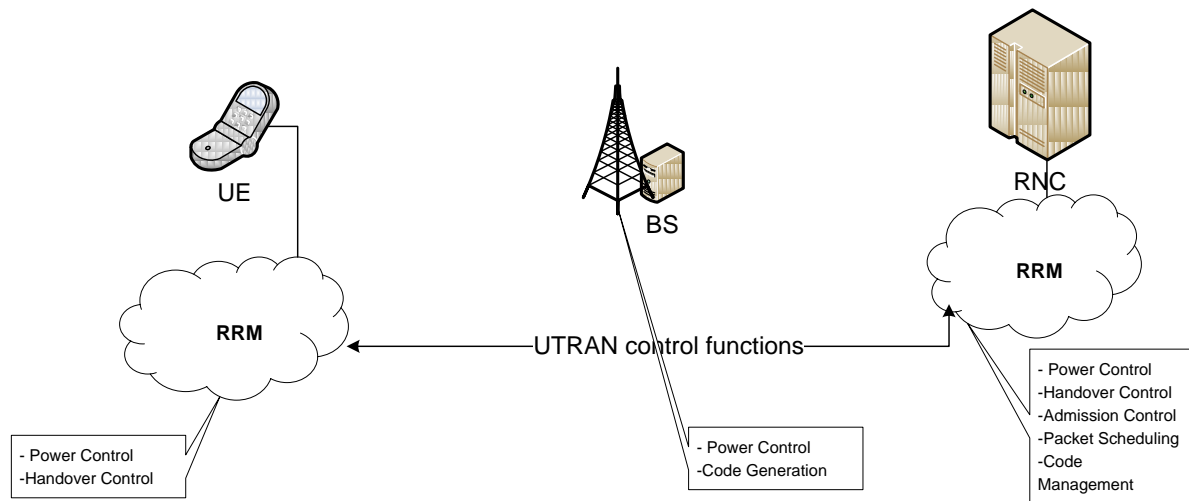 UE
BS
RNC
RRM
RRM
UTRAN control functions
- Power Control
-Handover Control
- Power Control
-Code Generation
- Power Control
-Handover Control
-Admission Control
-Packet Scheduling
-Code
Management